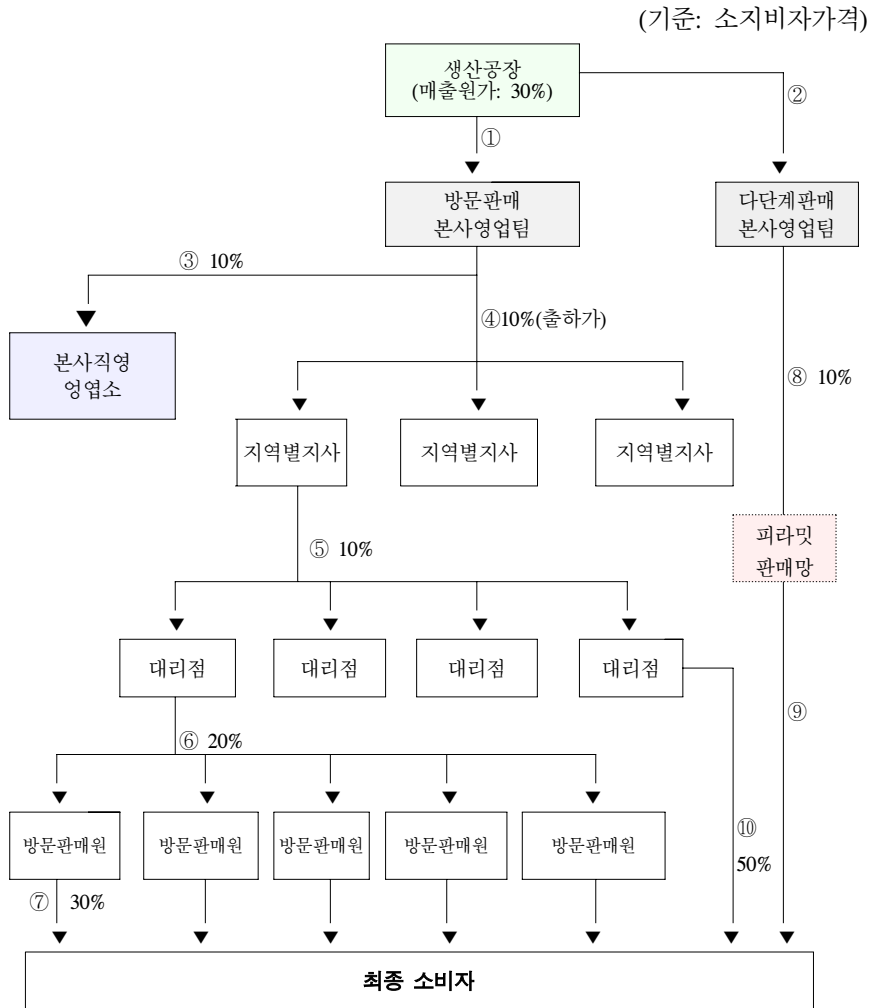 (기준: 소지비자가격)
생산공장
(매출원가: 30%)
①
②
방문판매
본사영업팀
다단계판매
본사영업팀
③ 10%
④10%(출하가)
본사직영
엉엽소
⑧ 10%
지역별지사
지역별지사
지역별지사
피라밋
판매망
⑤ 10%
대리점
대리점
대리점
대리점
⑨
⑥ 20%
방문판매원
방문판매원
방문판매원
방문판매원
방문판매원
⑩
50%
⑦ 30%
최종 소비자